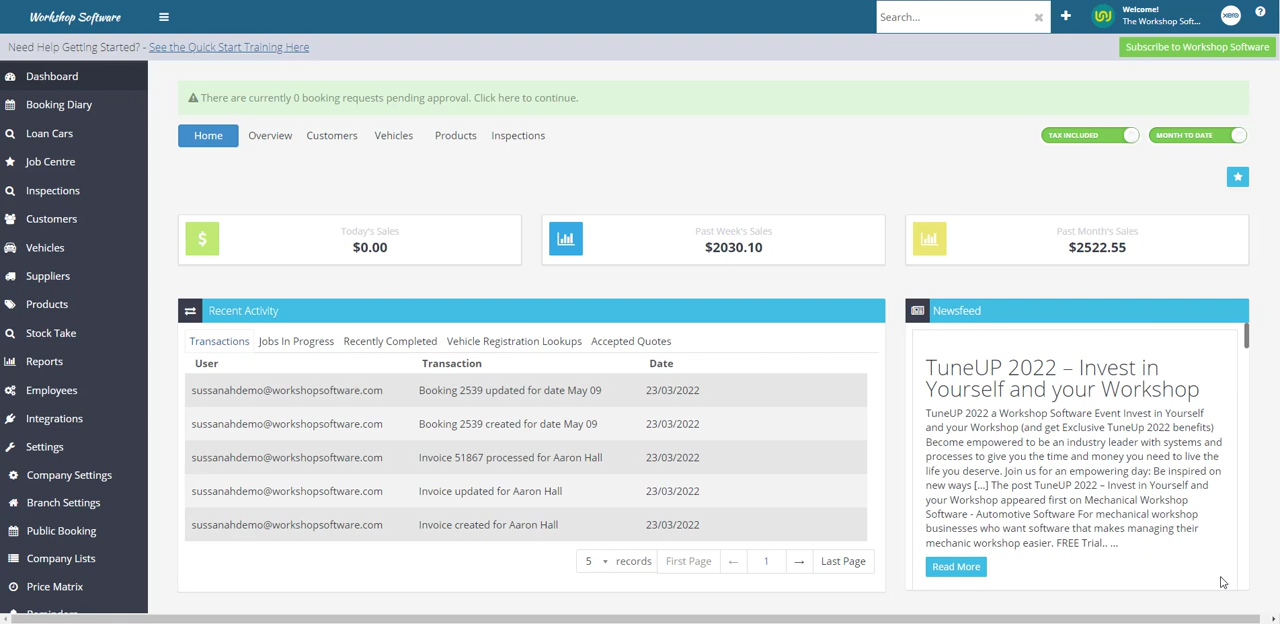 Workshop Software
Search...
Welcome!
The Workshop Soft...
xero
Need Help Getting Started? - See the Quick Start Training Here
Subscribe to Workshop Software
Dashboard
Booking Diary
Loan Cars
Job Centre
Inspections
Customers
Vehicles
Suppliers
Products
Stock Take
Reports
Employees
Integrations
Settings
Company Settings
Branch Settings
Public Booking
Company Lists
Price Matrix
Reminders
There are currently 0 booking requests pending approval. Click here to continue.
Home Overview Customers Vehicles Products Inspections
TAX INCLUDED MONTH TO DATE
Today's Sales
$0.00
Past Week's Sales
$2030.10
Past Month's Sales
$2522.55
Recent Activity
Transactions Jobs In Progress Recently Completed Vehicle Registration Lookups Accepted Quotes
User Transaction Date
sussanahdemo@workshopsoftware.com Booking 2539 updated for date May 09 23/03/2022
sussanahdemo@workshopsoftware.com Booking 2539 created for date May 09 23/03/2022
sussanahdemo@workshopsoftware.com Invoice 51867 processed for Aaron Hall 23/03/2022
sussanahdemo@workshopsoftware.com Invoice updated for Aaron Hall 23/03/2022
sussanahdemo@workshopsoftware.com Invoice created for Aaron Hall 23/03/2022
5 records First Page ← 1 → Last Page
Newsfeed
TuneUP 2022 – Invest in
Yourself and your Workshop
TuneUP 2022 a Workshop Software Event Invest in Yourself
and your Workshop (and get Exclusive TuneUp 2022 benefits)
Become empowered to be an industry leader with systems and
processes to give you the time and money you need to live the
life you deserve. Join us for an empowering day: Be inspired on
new ways [...] The post TuneUP 2022 – Invest in Yourself and
your Workshop appeared first on Mechanical Workshop
Software - Automotive Software For mechanical workshop
businesses who want software that makes managing their
mechanic workshop easier. FREE Trial.. ...
Read More